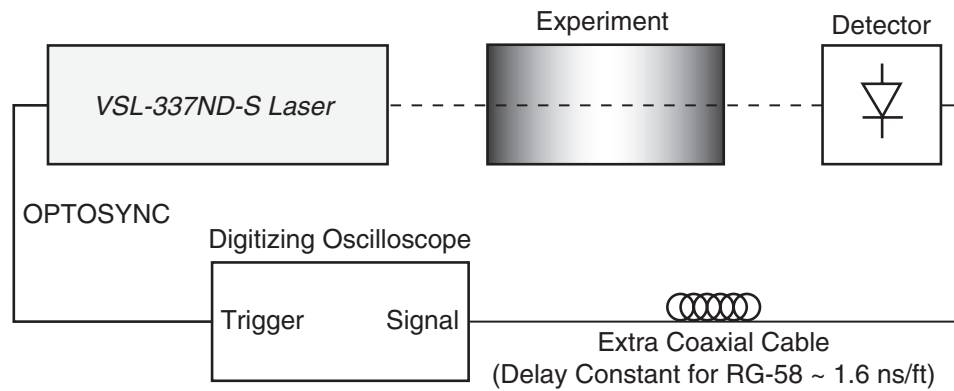 Experiment
Detector
VSL-337ND-S Laser
OPTOSYNC
Digitizing Oscilloscope
Trigger
Signal
Extra Coaxial Cable
(Delay Constant for RG-58 ~ 1.6 ns/ft)